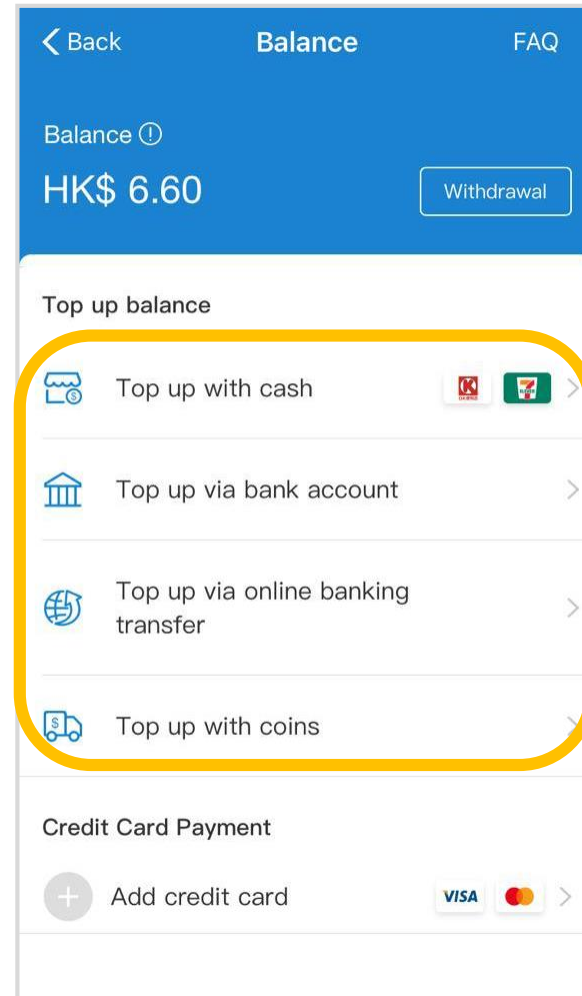 Back
Balance
FAQ
Balance
HK$ 6.60
Withdrawal
Top up balance
Top up with cash
Top up via bank account
Top up via online banking
transfer
Top up with coins
Credit Card Payment
Add credit card
VISA